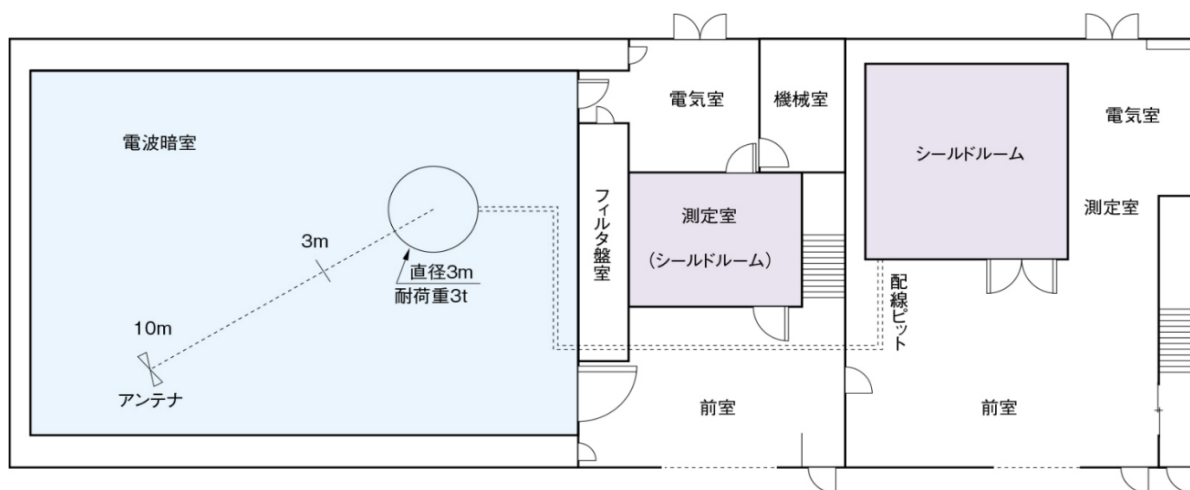 電気室
機械室
電波暗室
シールドルーム
電気室
フィルタ盤室
測定室
(シールドルーム)
測定室
3m
直径3m
耐荷重3t
配線ピット
10m
アンテナ
前室
前室